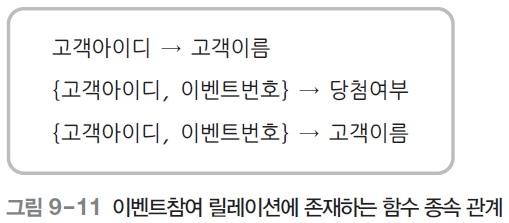 고객아이디 → 고객이름
{고객아이디, 이벤트번호} → 당첨여부
{고객아이디, 이벤트번호} → 고객이름
그림 9-11 이벤트참여 릴레이션에 존재하는 함수 종속 관계